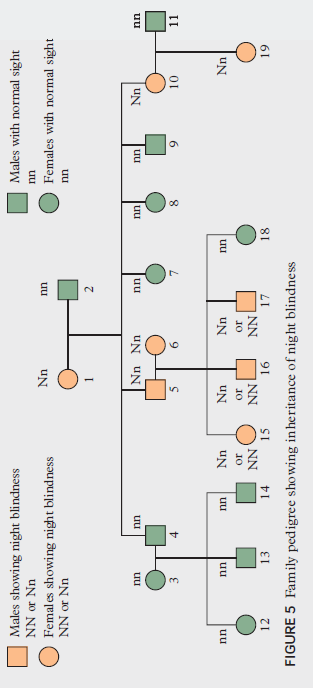 Males showing night blindness
NN or Nn
Females showing night blindness
NN or Nn
Males with normal sight
nn
Females with normal sight
nn
Nn nn
1 2
nn nn Nn Nn nn nn nn Nn nn
3 4 5 6 7 8 9 10 11
nn nn nn Nn or NN Nn or NN Nn or NN nn Nn
12 13 14 15 16 17 18 19
FIGURE 5 Family pedigree showing inheritance of night blindness